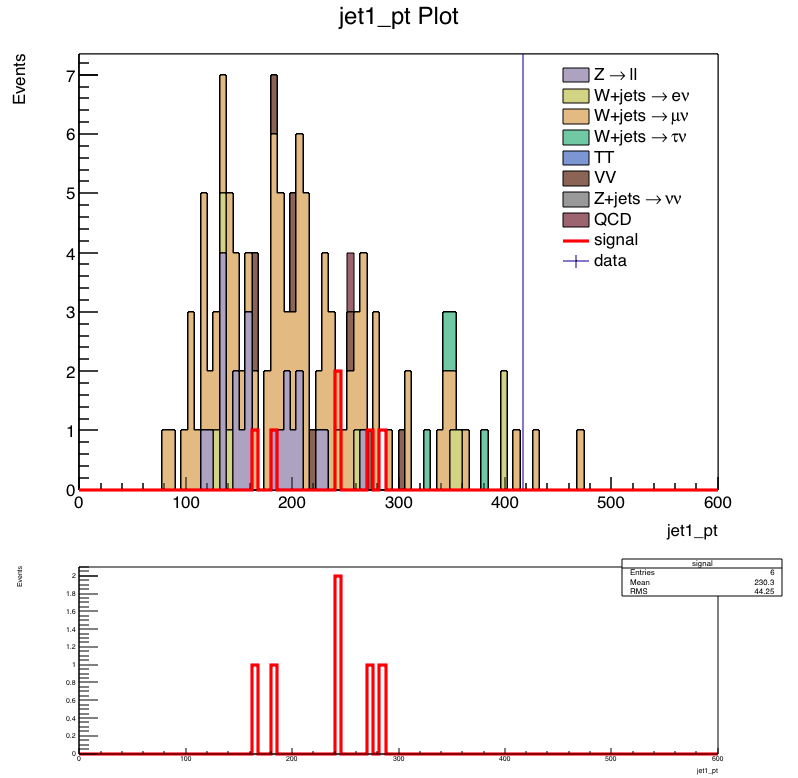 jet1_pt Plot
Events
7
6
5
4
3
2
1
0
Z → ll
W+jets → eν
W+jets → μν
W+jets → τν
TT
VV
Z+jets → νν
QCD
signal
data
0 100 200 300 400 500 600
jet1_pt
Events
signal
Entries 6
Mean 230.3
RMS 44.25
2
1.8
1.6
1.4
1.2
1
0.8
0.6
0.4
0.2
0
0 100 200 300 400 500 600
jet1_pt